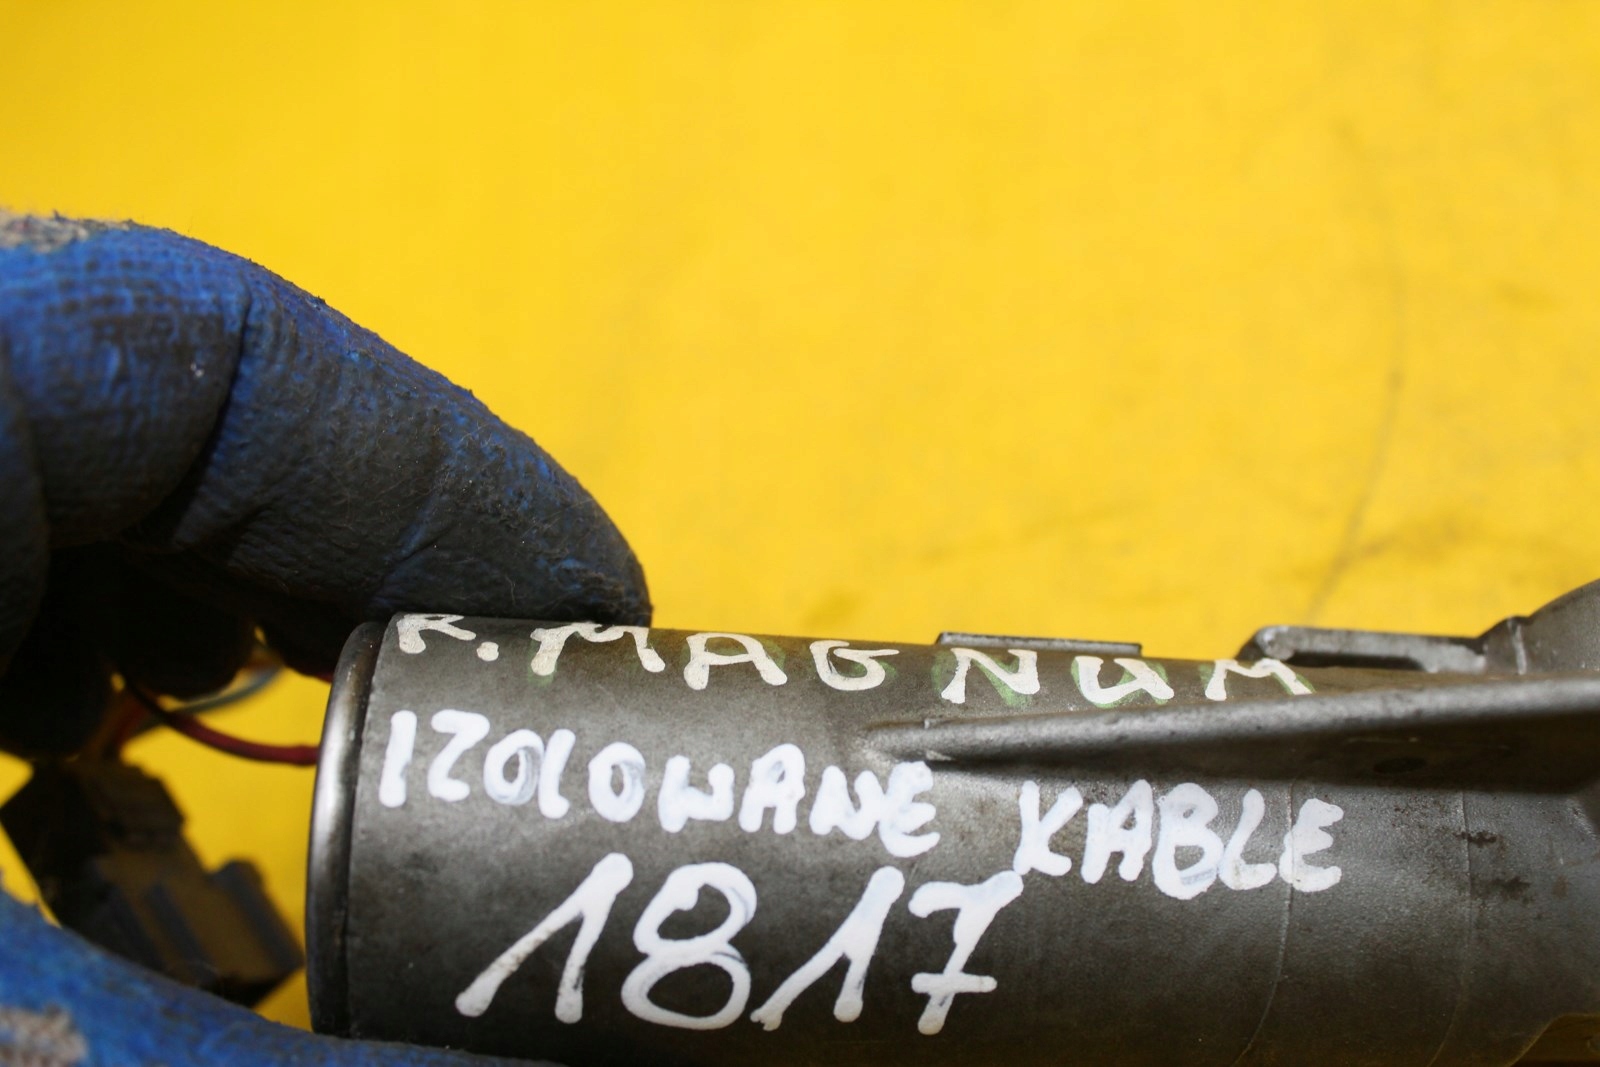 R. MAGNUM
IZOLOWANE KABLE
1817